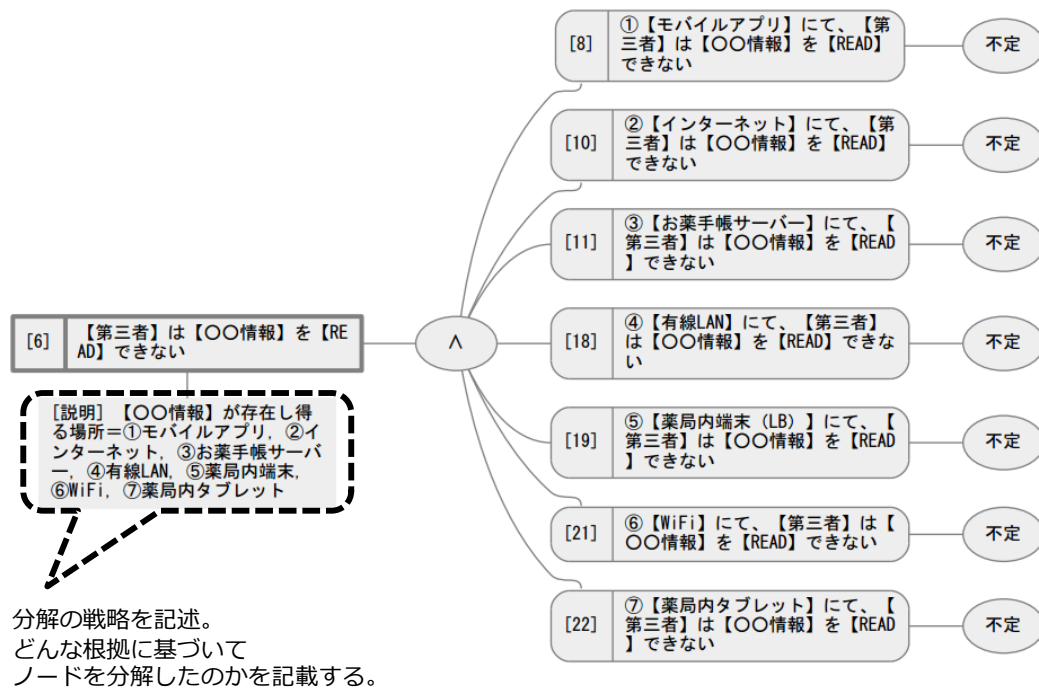 [8]
①【モバイルアプリ】にて、【第
三者】は【〇〇情報】を【READ】
できない
不定
[10]
②【インターネット】にて、【第
三者】は【〇〇情報】を【READ】
できない
不定
[11]
③【お薬手帳サーバー】にて、【
第三者】は【〇〇情報】を【READ
】できない
不定
[6]
【第三者】は【〇〇情報】を【RE
AD】できない
∧
[18]
④【有線LAN】にて、【第三者】
は【〇〇情報】を【READ】できな
い
不定
[説明] 【〇〇情報】が存在し得
る場所＝①モバイルアプリ, ②イ
ンターネット, ③お薬手帳サーバ
ー, ④有線LAN, ⑤薬局内端末,
⑥WiFi, ⑦薬局内タブレット
[19]
⑤【薬局内端末（LB）】にて、【
第三者】は【〇〇情報】を【READ
】できない
不定
[21]
⑥【WiFi】にて、【第三者】は【
〇〇情報】を【READ】できない
不定
[22]
⑦【薬局内タブレット】にて、【
第三者】は【〇〇情報】を【READ
】できない
不定
分解の戦略を記述。
どんな根拠に基づいて
ノードを分解したのかを記載する。